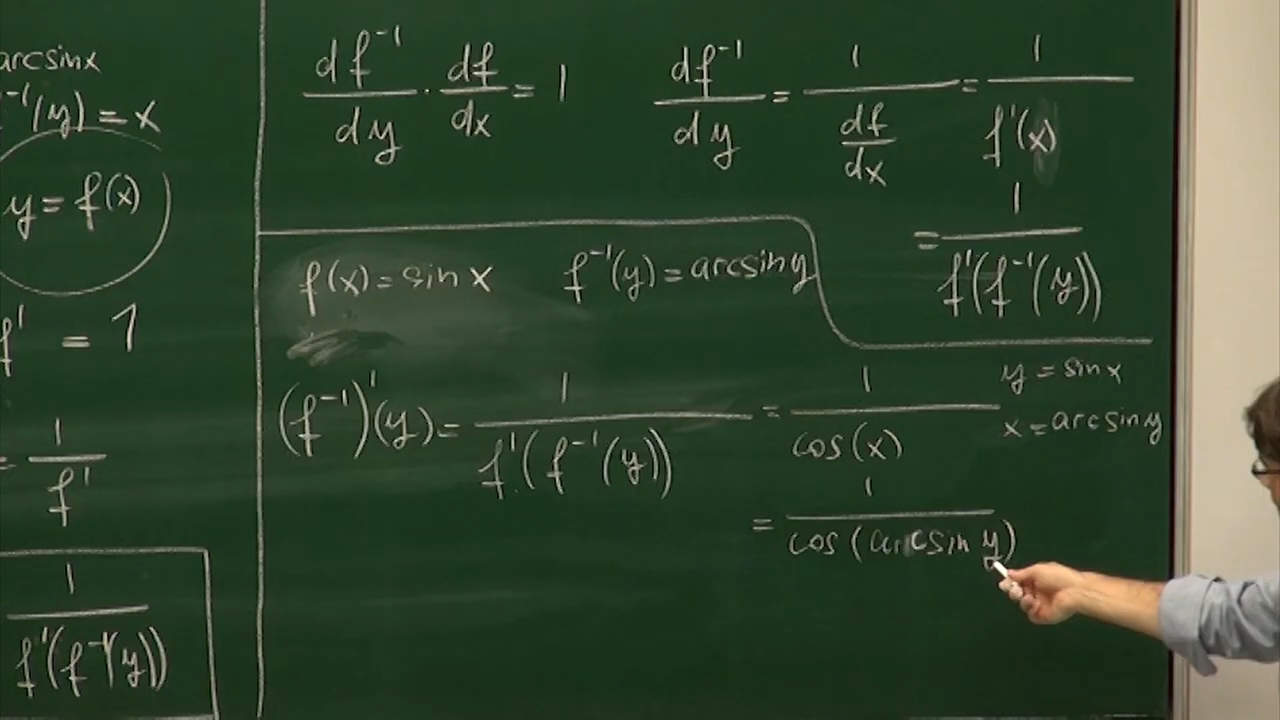 arcsinx
⁻¹(y) = x
y = f(x)
f' = 1
= 1/f'
1/f'(f⁻¹(y))
df⁻¹/dy · df/dx = 1
df⁻¹/dy = 1/(df/dx) = 1/f'(x)
= 1/f'(f⁻¹(y))
f(x) = sin x f⁻¹(y) = arcsin y
(f⁻¹)'(y) = 1/f'(f⁻¹(y)) = 1/cos(x)
y = sin x
x = arcsin y
= 1/cos(arcsin y)